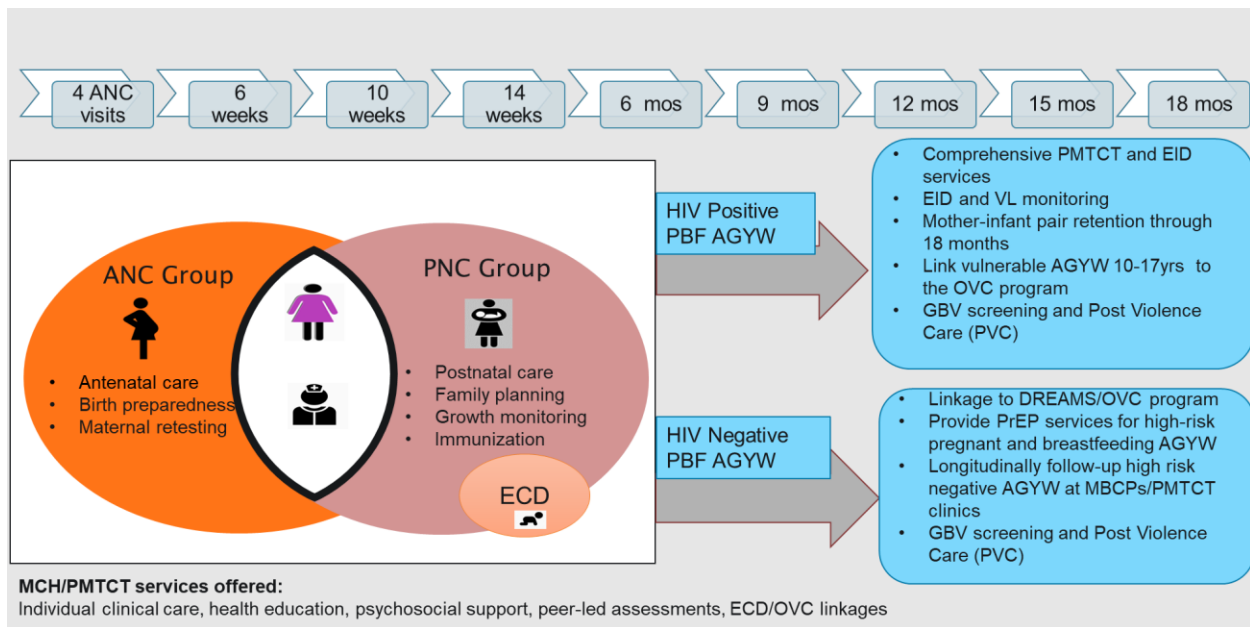 4 ANC
visits
6
weeks
10
weeks
14
weeks
6 mos
9 mos
12 mos
15 mos
18 mos
ANC Group
• Antenatal care
• Birth preparedness
• Maternal retesting
PNC Group
• Postnatal care
• Family planning
• Growth monitoring
• Immunization
ECD
HIV Positive
PBF AGYW
• Comprehensive PMTCT and EID
services
• EID and VL monitoring
• Mother-infant pair retention through
18 months
• Link vulnerable AGYW 10-17yrs to
the OVC program
• GBV screening and Post Violence
Care (PVC)
HIV Negative
PBF AGYW
• Linkage to DREAMS/OVC program
• Provide PrEP services for high-risk
pregnant and breastfeeding AGYW
• Longitudinally follow-up high risk
negative AGYW at MBCPs/PMTCT
clinics
• GBV screening and Post Violence
Care (PVC)
MCH/PMTCT services offered:
Individual clinical care, health education, psychosocial support, peer-led assessments, ECD/OVC linkages